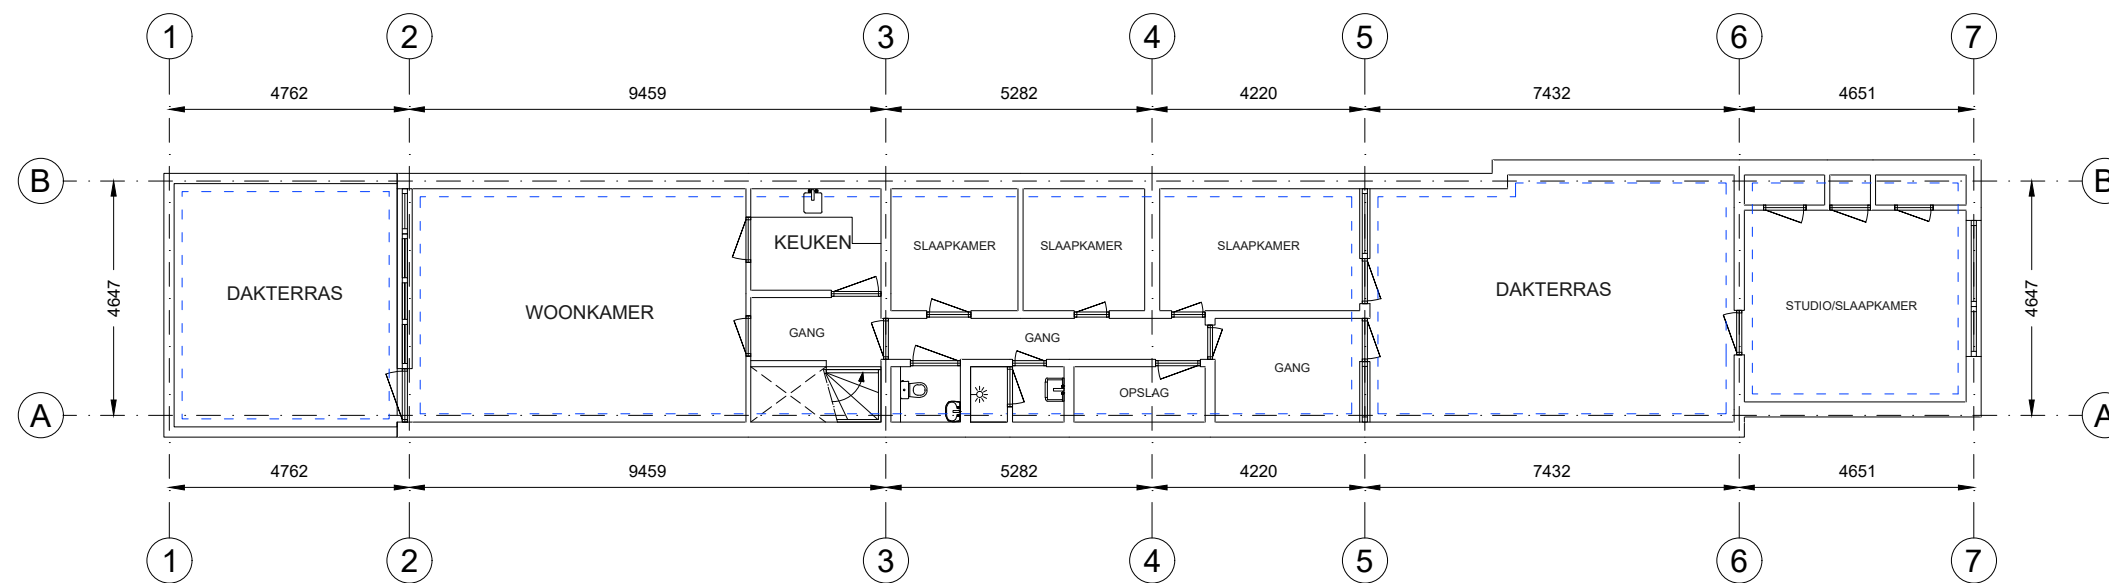 1 2 3 4 5 6 7
4762 9459 5282 4220 7432 4651
B B
4647 DAKTERRAS WOONKAMER KEUKEN SLAAPKAMER SLAAPKAMER SLAAPKAMER DAKTERRAS STUDIO/SLAAPKAMER 4647
GANG GANG GANG
OPSLAG
A A
4762 9459 5282 4220 7432 4651
1 2 3 4 5 6 7